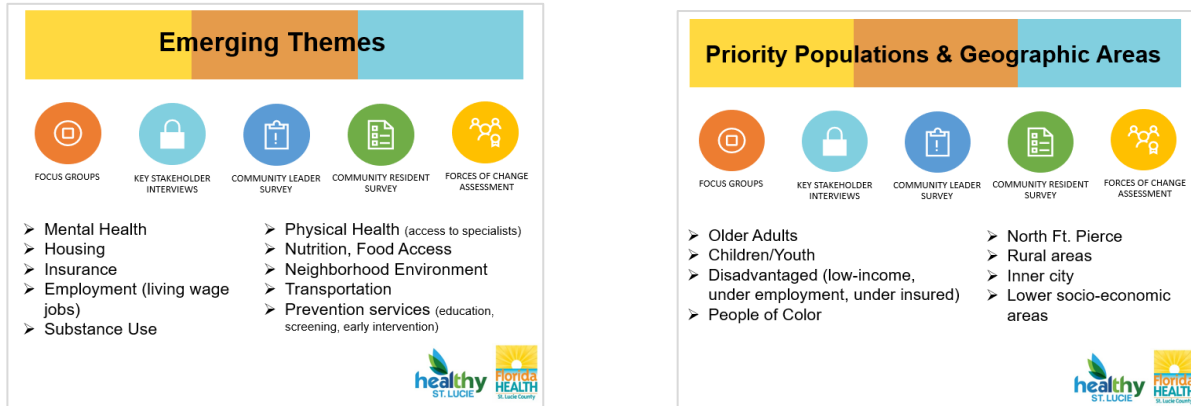 Emerging Themes
FOCUS GROUPS
KEY STAKEHOLDER
INTERVIEWS
COMMUNITY LEADER
SURVEY
COMMUNITY RESIDENT
SURVEY
FORCES OF CHANGE
ASSESSMENT
➢ Mental Health
➢ Housing
➢ Insurance
➢ Employment (living wage
jobs)
➢ Substance Use
➢ Physical Health (access to specialists)
➢ Nutrition, Food Access
➢ Neighborhood Environment
➢ Transportation
➢ Prevention services (education,
screening, early intervention)
healthy
ST. LUCIE
Florida
HEALTH
St. Lucie County
Priority Populations & Geographic Areas
FOCUS GROUPS
KEY STAKEHOLDER
INTERVIEWS
COMMUNITY LEADER
SURVEY
COMMUNITY RESIDENT
SURVEY
FORCES OF CHANGE
ASSESSMENT
➢ Older Adults
➢ Children/Youth
➢ Disadvantaged (low-income,
under employment, under insured)
➢ People of Color
➢ North Ft. Pierce
➢ Rural areas
➢ Inner city
➢ Lower socio-economic
areas
healthy
ST. LUCIE
Florida
HEALTH
St. Lucie County